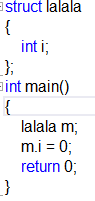 struct lalala
{
    int i;
};
int main()
{
    lalala m;
    m.i = 0;
    return 0;
}